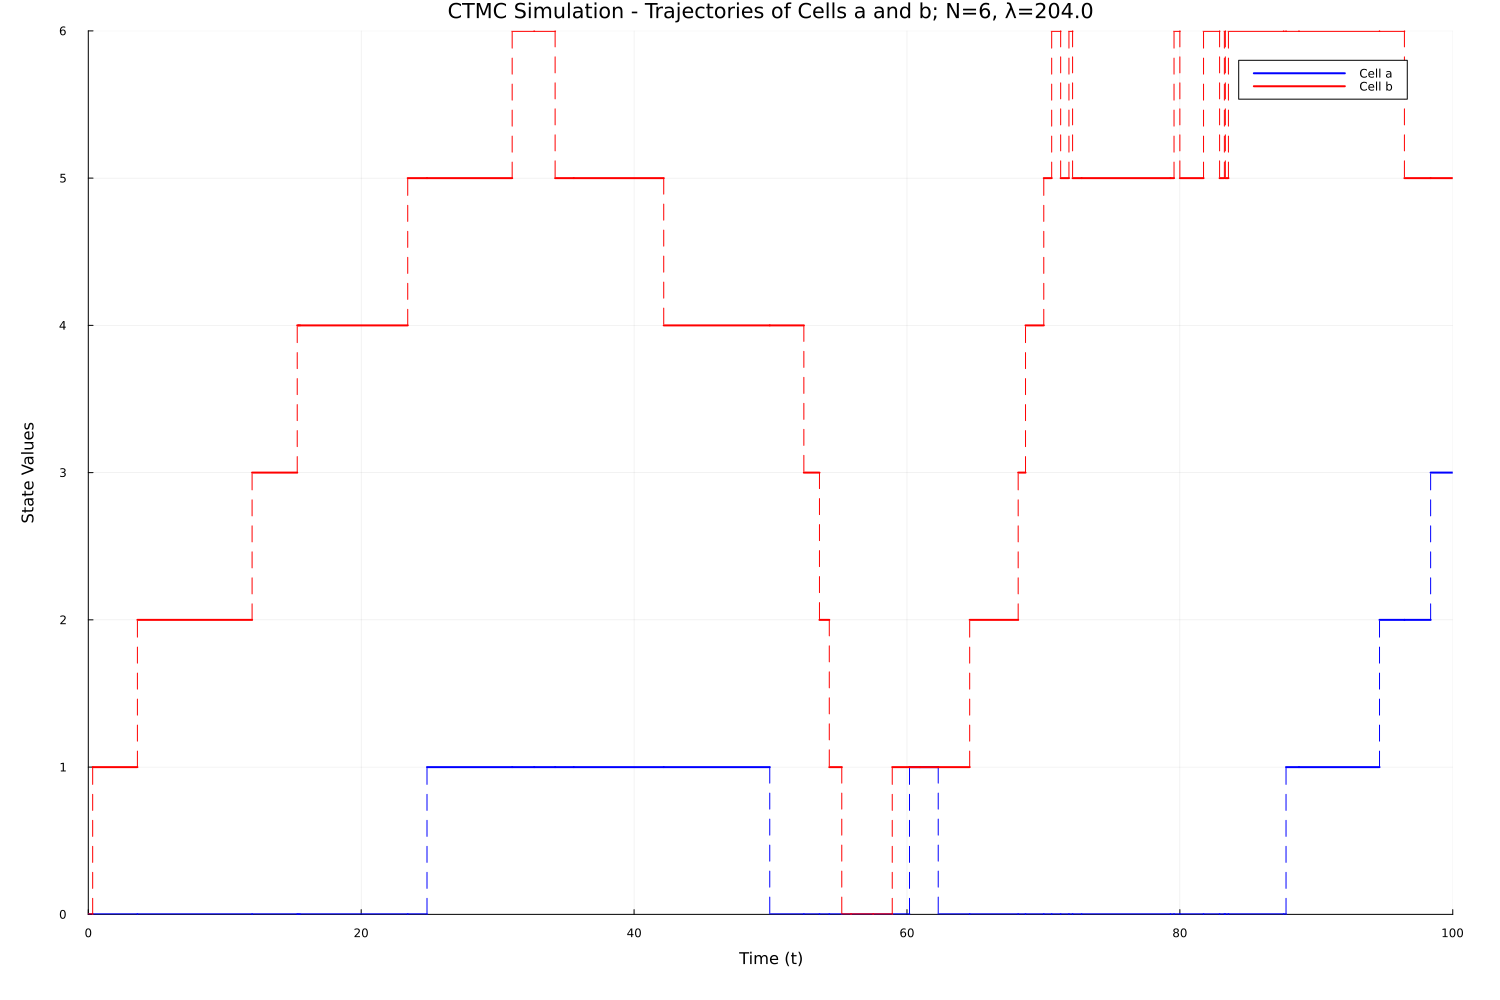 CTMC Simulation - Trajectories of Cells a and b; N=6, λ=204.0
6
Cell a
Cell b
5
4
3
2
1
0
State Values
0 20 40 60 80 100
Time (t)